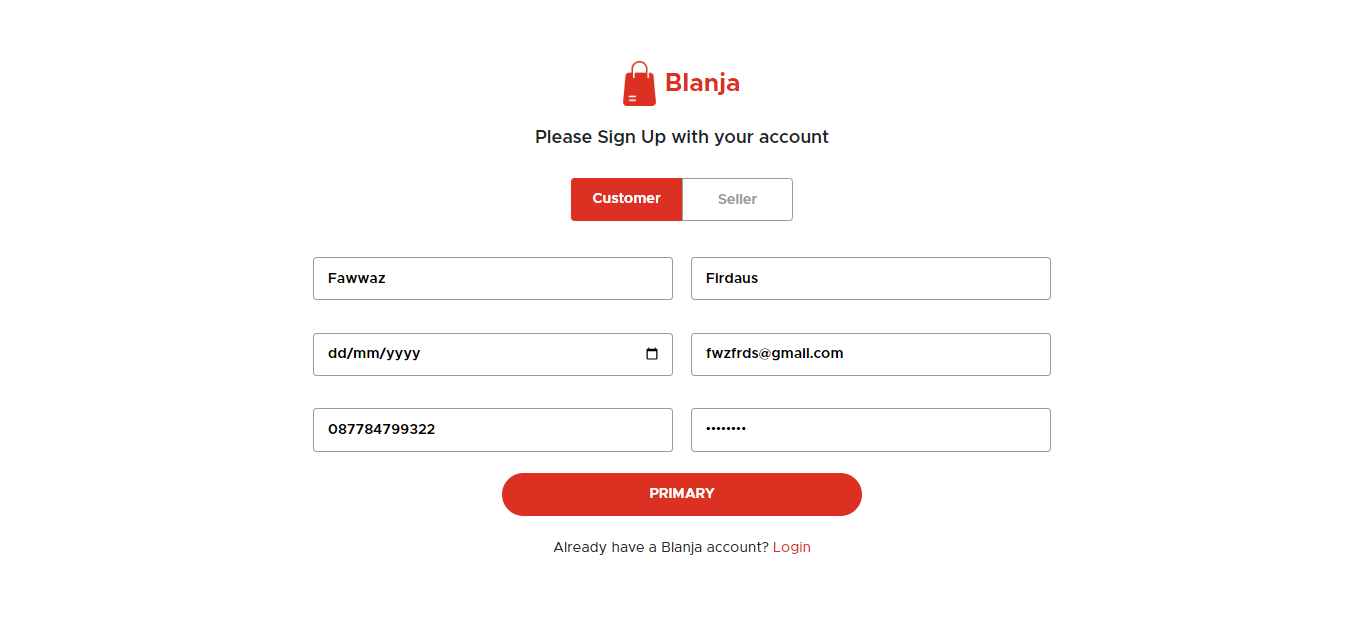 Blanja
Please Sign Up with your account
Customer Seller
Fawwaz Firdaus
dd/mm/yyyy fwzfrds@gmail.com
087784799322 ••••••••
PRIMARY
Already have a Blanja account? Login